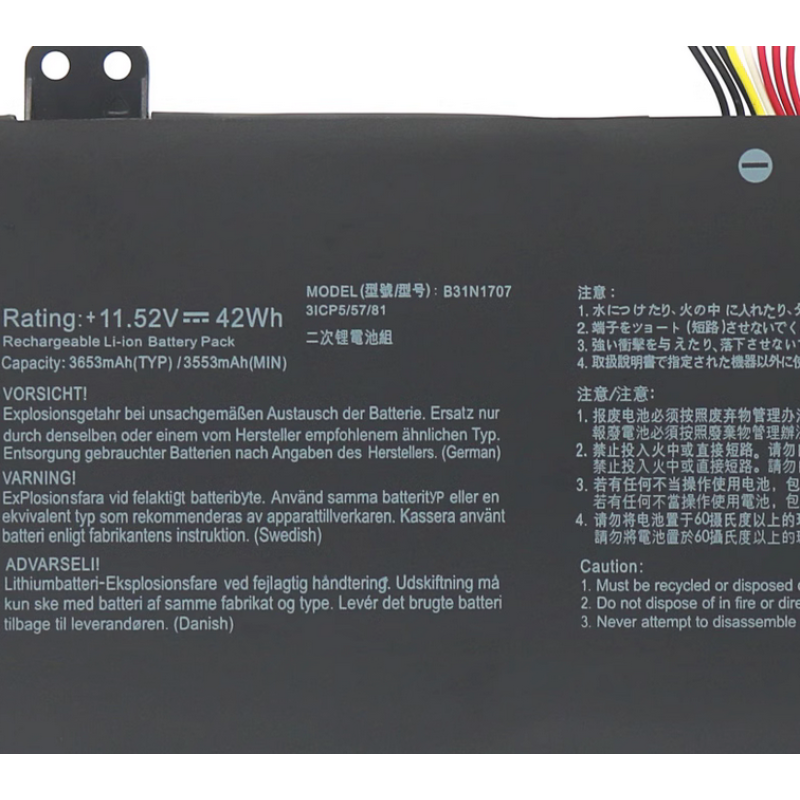 MODEL(型號/型号): B31N1707
3ICP5/57/81
二次锂電池組
Rating:+11.52V⎓42Wh
Rechargeable Li-ion Battery Pack
Capacity: 3653mAh(TYP) /3553mAh(MIN)
VORSICHT!
Explosionsgetahr bei unsachgemäßen Austausch der Batterie. Ersatz nur
durch denselben oder einem vom Hersteller empfohlenem ähnlichen Typ.
Entsorgung gebrauchter Batterien nach Angaben des Herstellers. (German)
VARNING!
ExPlosionsfara vid felaktigt batteribyte. Använd samma batterityP eller en
ekvivalent typ som rekommenderas av apparattillverkaren. Kassera använt
batteri enligt fabrikantens instruktion. (Swedish)
ADVARSELI!
Lithiumbatteri-Eksplosionsfare ved fejlagtig håndtering. Udskiftning må
kun ske med batteri af samme fabrikat og type. Levér det brugte batteri
tilbage til leverandøren. (Danish)
注意:
1. 水につけたり、火の中に入れたり、
2. 端子をツョート (短路)させないでく
3. 強い衝撃を与えたり、落下させない
4. 取扱説明書で指定された機器以外に使
注意/注意:
1. 报废电池必须按照废弃物管理办
報廢電池必須按照廢棄物管理辦
2. 禁止投入火中或直接短路。请勿
禁止投入火中或直接短路。請勿
3. 若有任何不当操作使用电池，包
若有任何不當操作使用電池，包
4. 请勿将电池置于60摄氏度以上的
請勿將電池置於60攝氏度以上的
Caution:
1. Must be recycled or disposed
2. Do not dispose of in fire or dire
3. Never attempt to disassemble